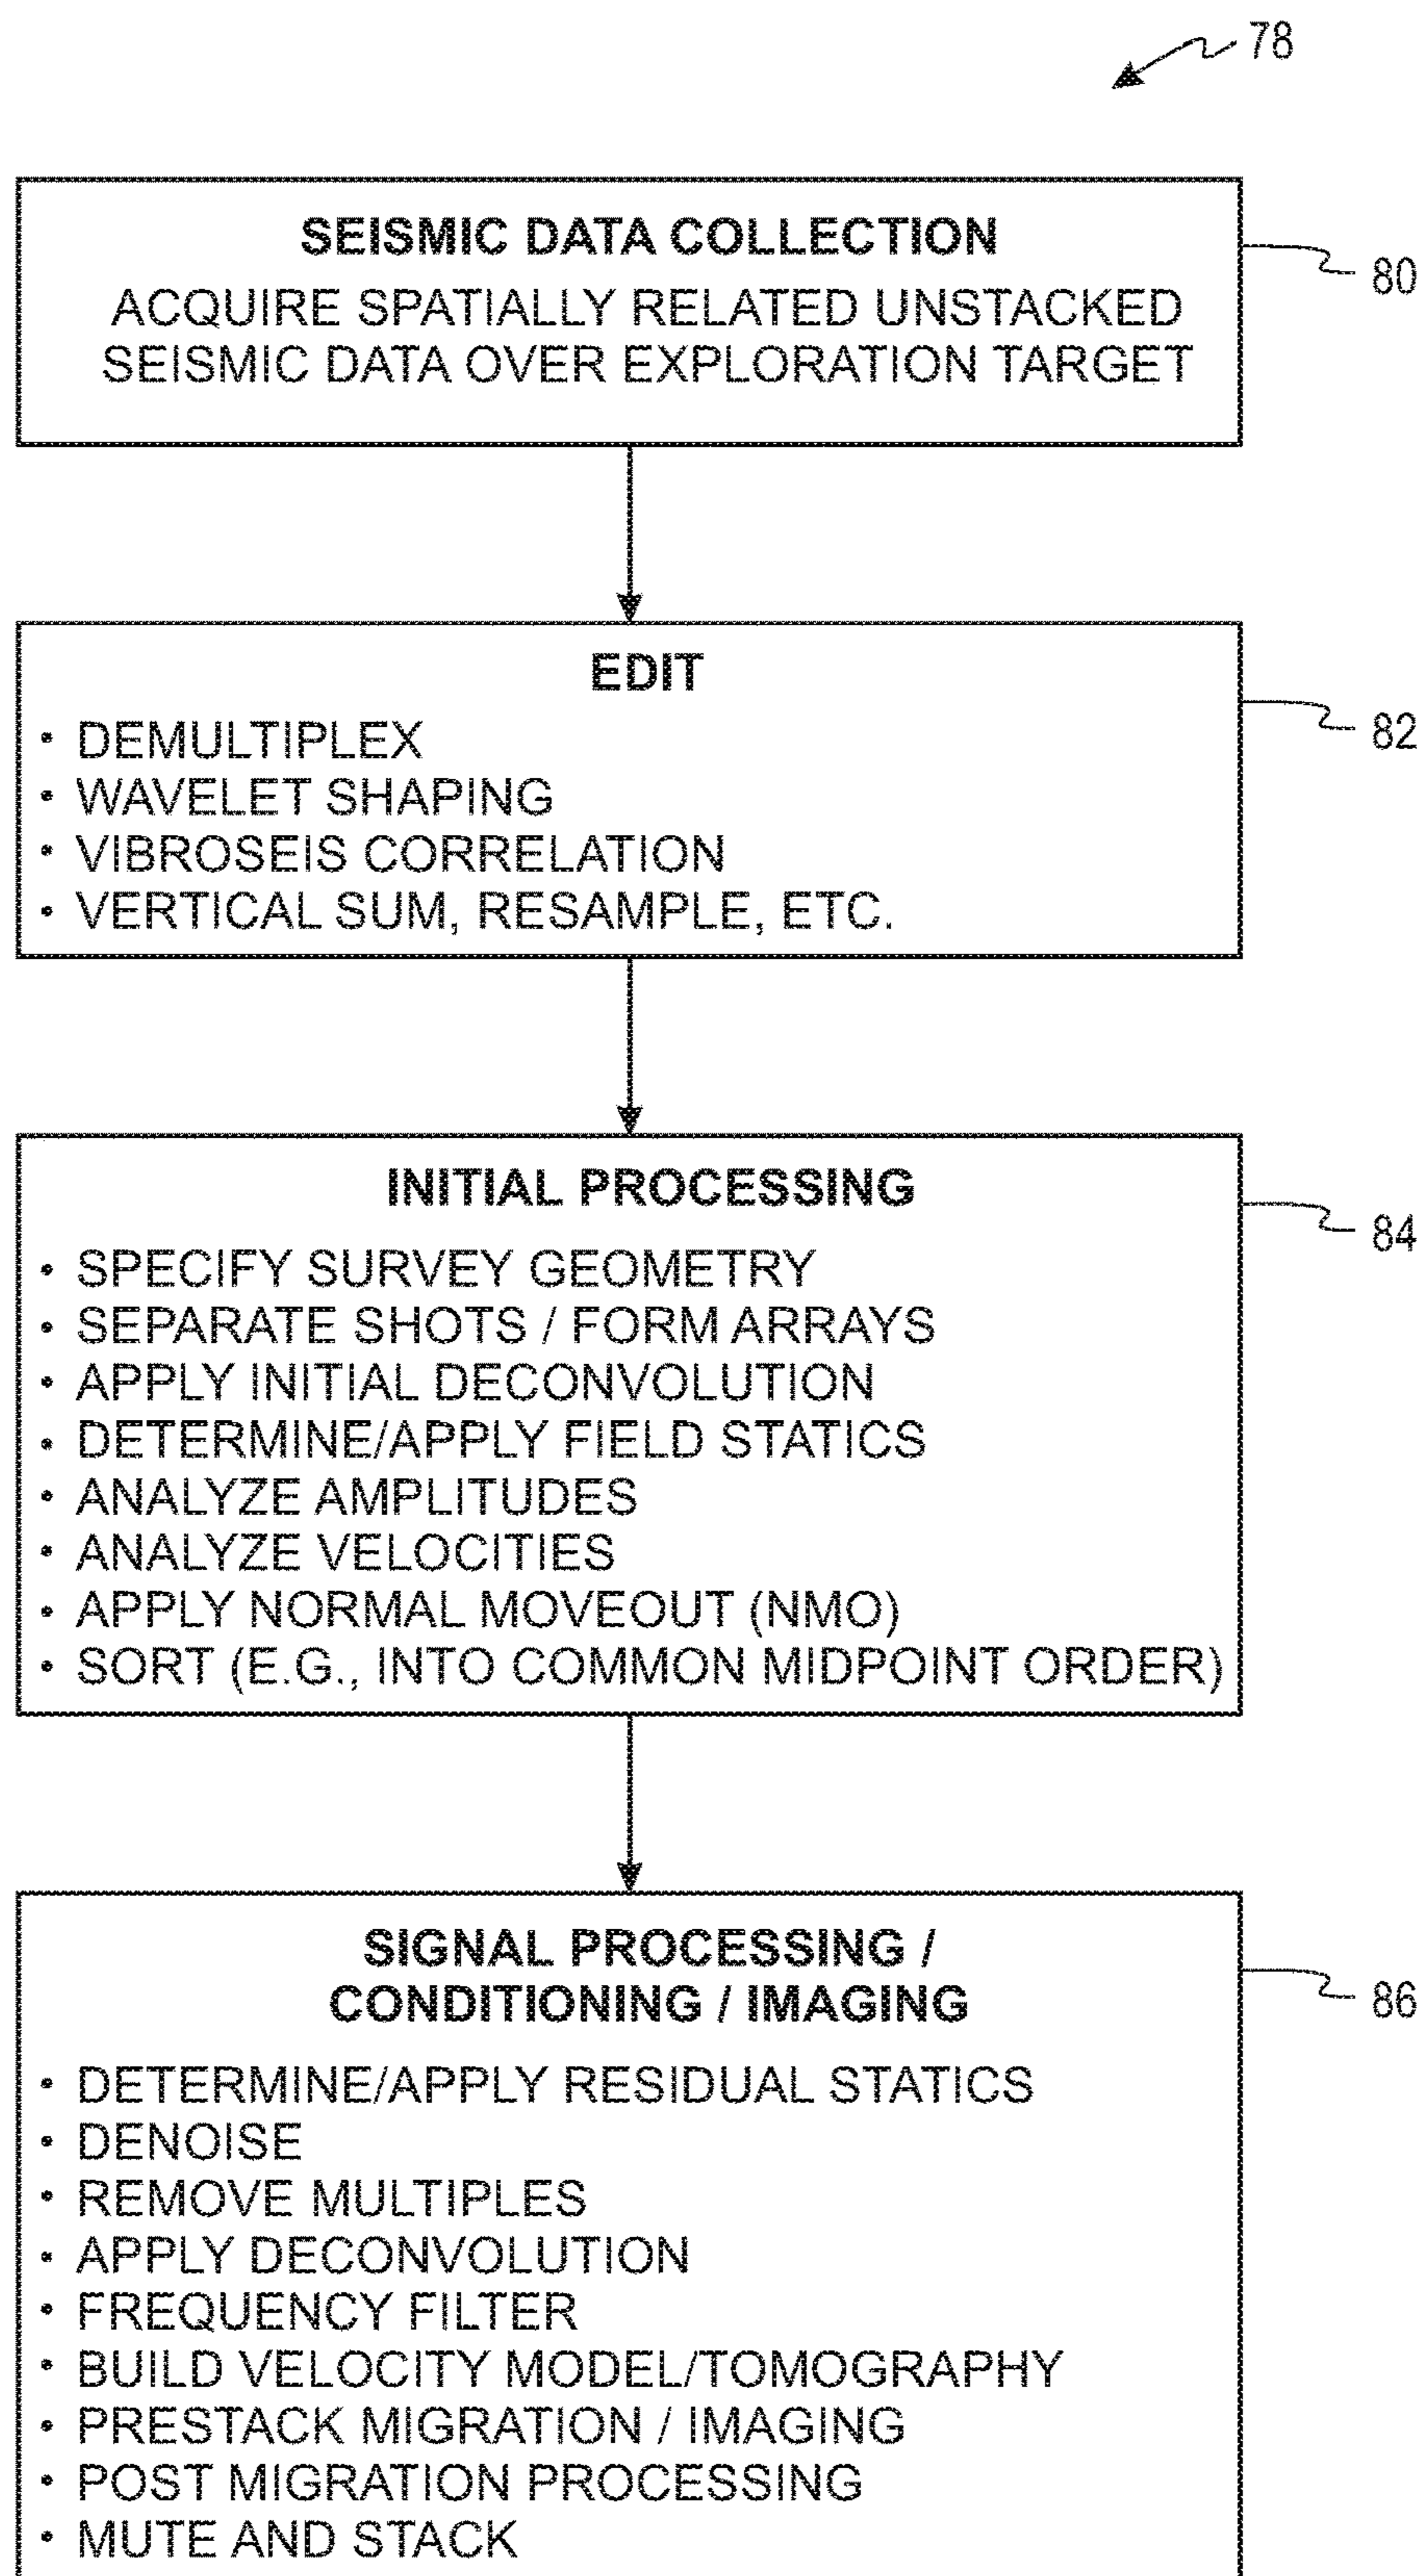 78
SEISMIC DATA COLLECTION
ACQUIRE SPATIALLY RELATED UNSTACKED
SEISMIC DATA OVER EXPLORATION TARGET
80
EDIT
• DEMULTIPLEX
• WAVELET SHAPING
• VIBROSEIS CORRELATION
• VERTICAL SUM, RESAMPLE, ETC.
82
INITIAL PROCESSING
• SPECIFY SURVEY GEOMETRY
• SEPARATE SHOTS / FORM ARRAYS
• APPLY INITIAL DECONVOLUTION
• DETERMINE/APPLY FIELD STATICS
• ANALYZE AMPLITUDES
• ANALYZE VELOCITIES
• APPLY NORMAL MOVEOUT (NMO)
• SORT (E.G., INTO COMMON MIDPOINT ORDER)
84
SIGNAL PROCESSING /
CONDITIONING / IMAGING
• DETERMINE/APPLY RESIDUAL STATICS
• DENOISE
• REMOVE MULTIPLES
• APPLY DECONVOLUTION
• FREQUENCY FILTER
• BUILD VELOCITY MODEL/TOMOGRAPHY
• PRESTACK MIGRATION / IMAGING
• POST MIGRATION PROCESSING
• MUTE AND STACK
86